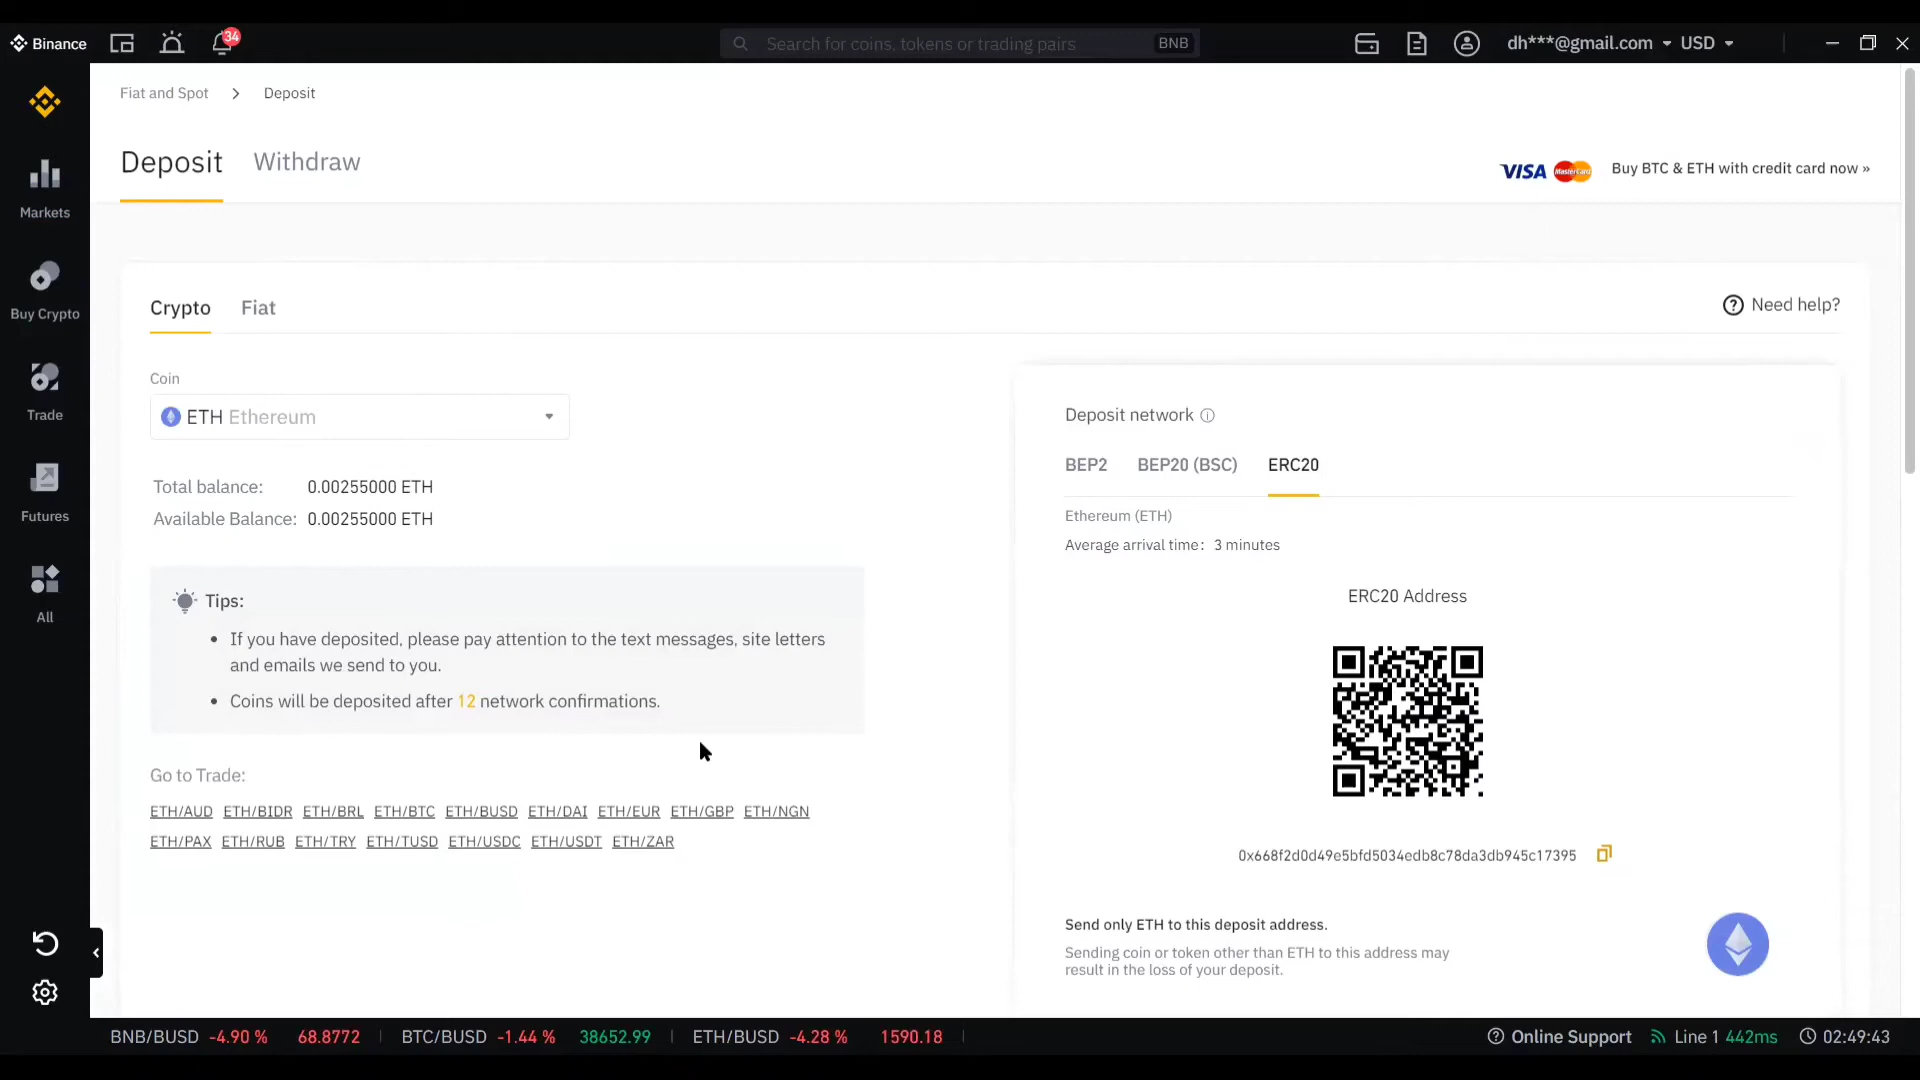 Binance
34
Search for coins, tokens or trading pairs
BNB
dh***@gmail.com
USD
Fiat and Spot
Deposit
Deposit
Withdraw
VISA MasterCard
Buy BTC & ETH with credit card now »
Markets
Buy Crypto
Trade
Futures
All
Crypto
Fiat
Need help?
Coin
ETH Ethereum
Total balance: 0.00255000 ETH
Available Balance: 0.00255000 ETH
Tips:
If you have deposited, please pay attention to the text messages, site letters
and emails we send to you.
Coins will be deposited after 12 network confirmations.
Go to Trade:
ETH/AUD ETH/BIDR ETH/BRL ETH/BTC ETH/BUSD ETH/DAI ETH/EUR ETH/GBP ETH/NGN
ETH/PAX ETH/RUB ETH/TRY ETH/TUSD ETH/USDC ETH/USDT ETH/ZAR
Deposit network
BEP2 BEP20 (BSC) ERC20
Ethereum (ETH)
Average arrival time: 3 minutes
ERC20 Address
0x668f2d0d49e5bfd5034edb8c78da3db945c17395
Send only ETH to this deposit address.
Sending coin or token other than ETH to this address may
result in the loss of your deposit.
BNB/BUSD -4.90 % 68.8772
BTC/BUSD -1.44 % 38652.99
ETH/BUSD -4.28 % 1590.18
Online Support
Line 1 442ms
02:49:43